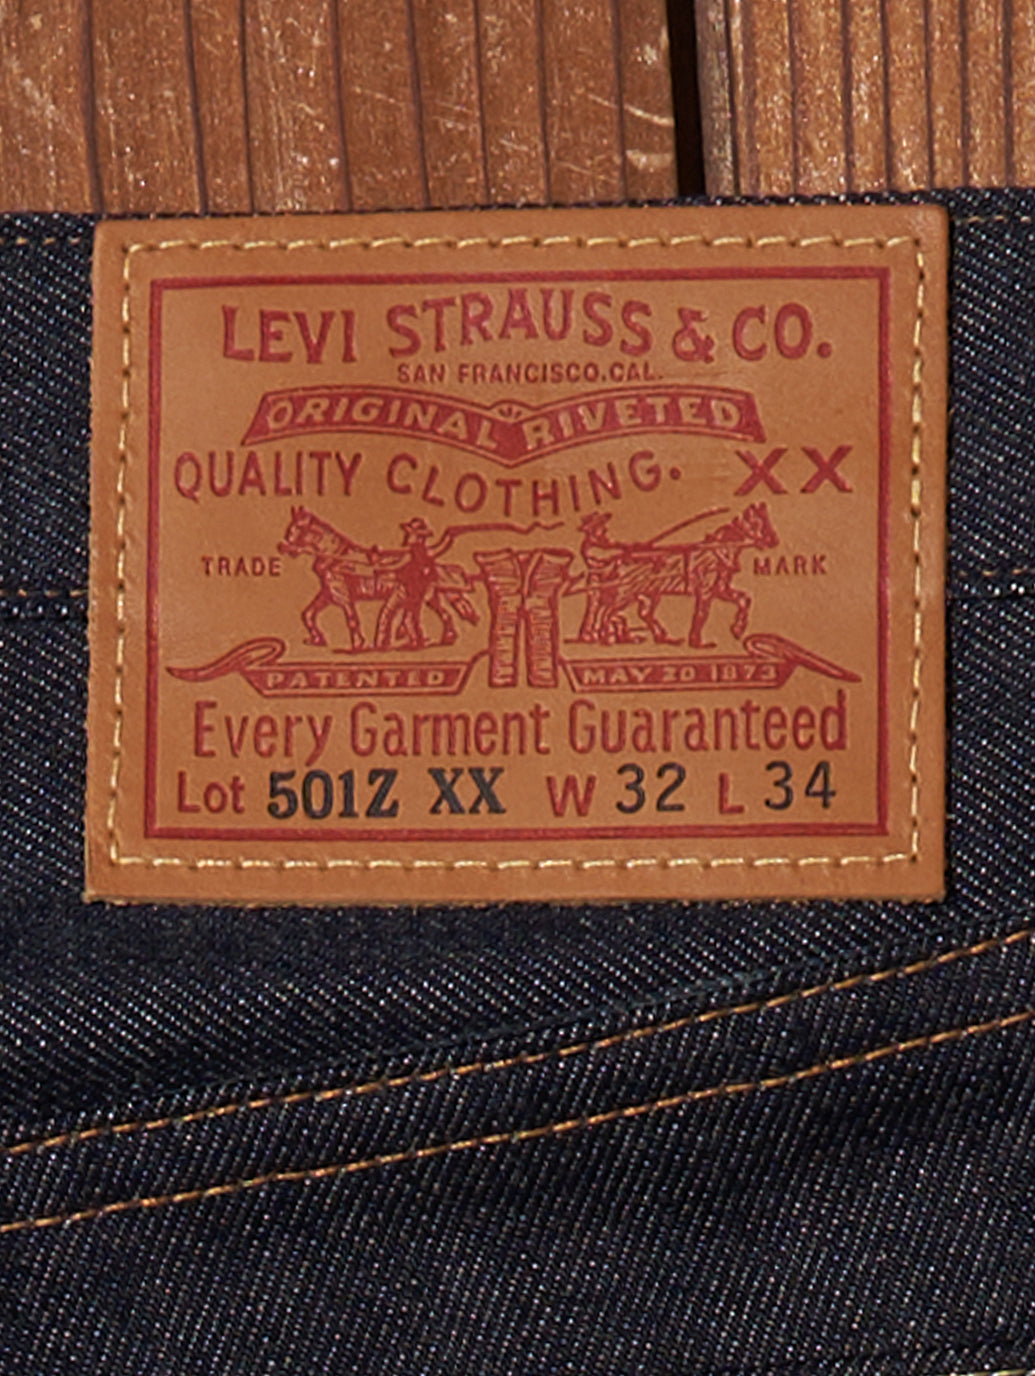 LEVI STRAUSS & CO.
SAN FRANCISCO, CAL.
ORIGINAL RIVETED
QUALITY CLOTHING. XX
TRADE MARK
PATENTED MAY 20 1873
Every Garment Guaranteed
Lot 501Z XX W 32 L 34